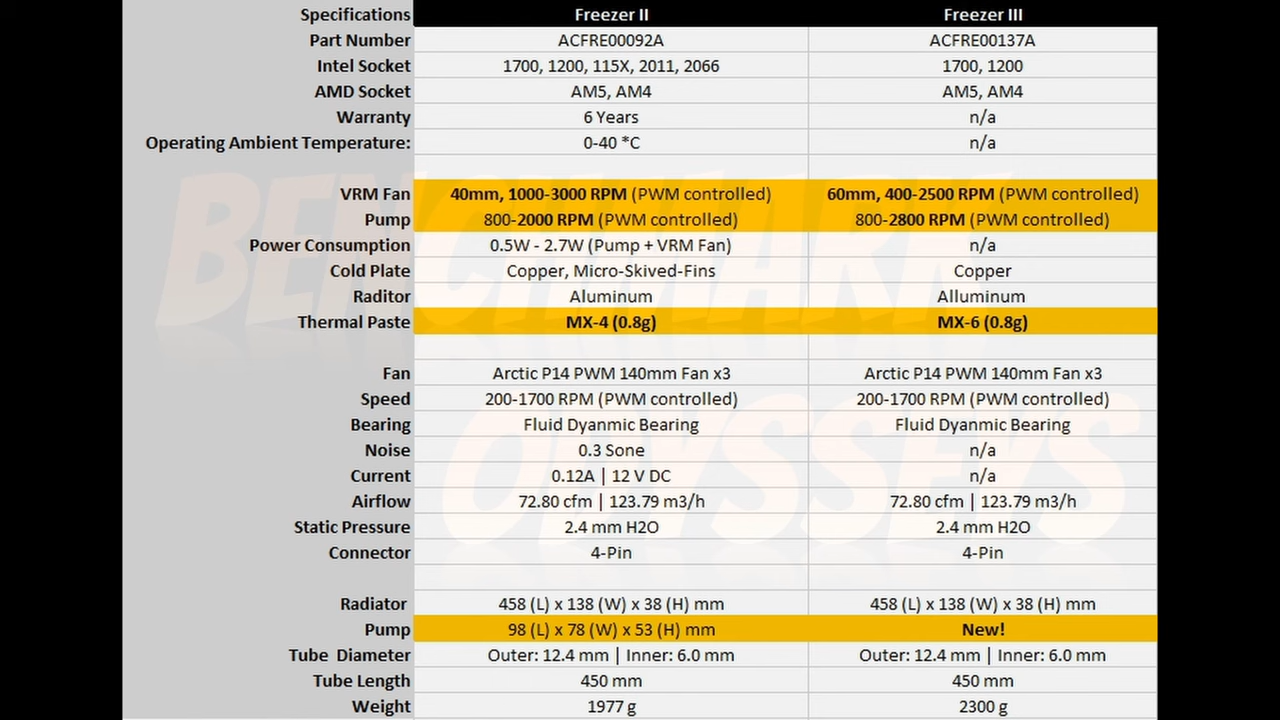 Specifications Freezer II Freezer III
Part Number ACFRE00092A ACFRE00137A
Intel Socket 1700, 1200, 115X, 2011, 2066 1700, 1200
AMD Socket AM5, AM4 AM5, AM4
Warranty 6 Years n/a
Operating Ambient Temperature: 0-40 *C n/a
VRM Fan 40mm, 1000-3000 RPM (PWM controlled) 60mm, 400-2500 RPM (PWM controlled)
Pump 800-2000 RPM (PWM controlled) 800-2800 RPM (PWM controlled)
Power Consumption 0.5W - 2.7W (Pump + VRM Fan) n/a
Cold Plate Copper, Micro-Skived-Fins Copper
Raditor Aluminum Alluminum
Thermal Paste MX-4 (0.8g) MX-6 (0.8g)
Fan Arctic P14 PWM 140mm Fan x3 Arctic P14 PWM 140mm Fan x3
Speed 200-1700 RPM (PWM controlled) 200-1700 RPM (PWM controlled)
Bearing Fluid Dyanmic Bearing Fluid Dyanmic Bearing
Noise 0.3 Sone n/a
Current 0.12A | 12 V DC n/a
Airflow 72.80 cfm | 123.79 m3/h 72.80 cfm | 123.79 m3/h
Static Pressure 2.4 mm H2O 2.4 mm H2O
Connector 4-Pin 4-Pin
Radiator 458 (L) x 138 (W) x 38 (H) mm 458 (L) x 138 (W) x 38 (H) mm
Pump 98 (L) x 78 (W) x 53 (H) mm New!
Tube Diameter Outer: 12.4 mm | Inner: 6.0 mm Outer: 12.4 mm | Inner: 6.0 mm
Tube Length 450 mm 450 mm
Weight 1977 g 2300 g
BENCHMARK
ODYSSEYS